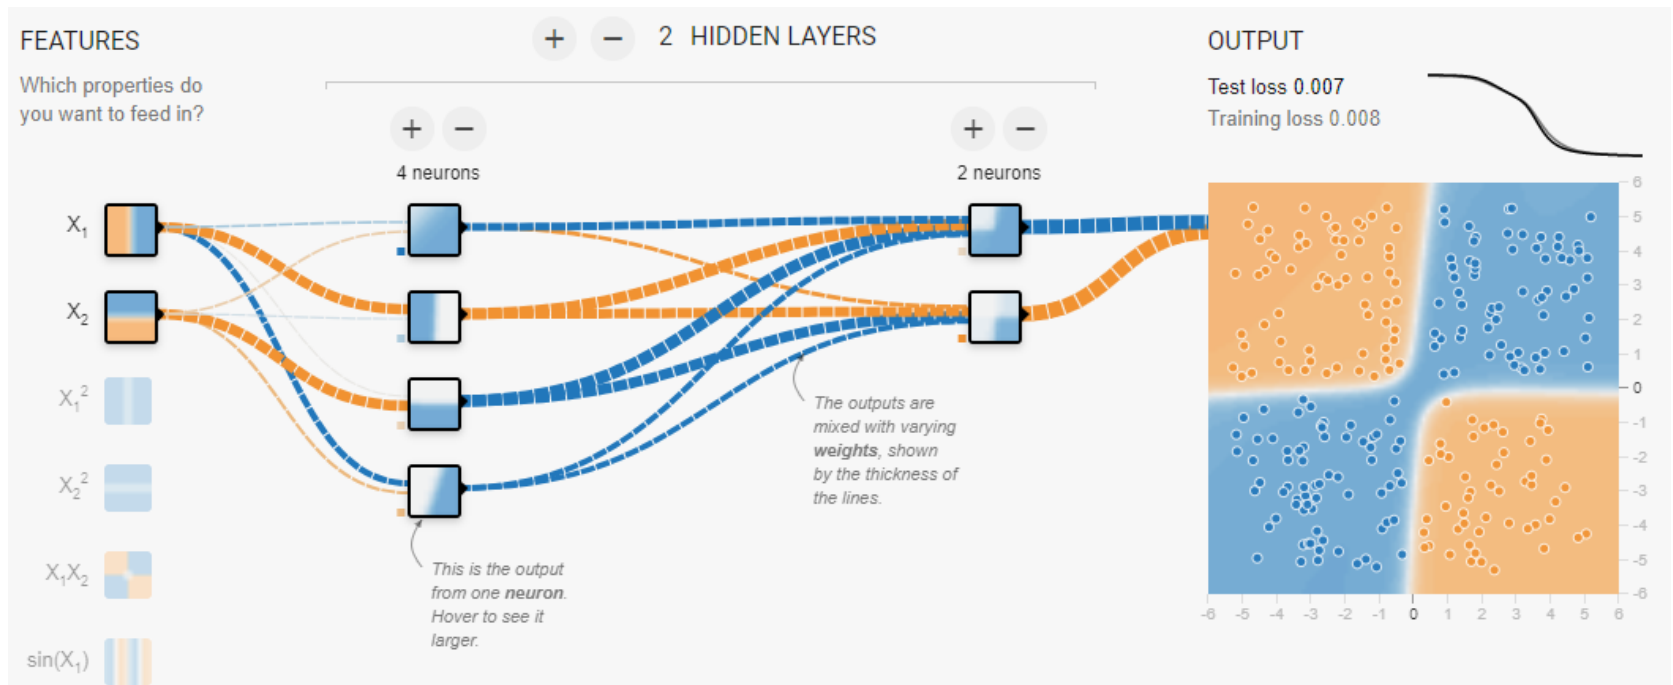 FEATURES
Which properties do
you want to feed in?
X₁
X₂
X₁²
X₂²
X₁X₂
sin(X₁)
+ − 2 HIDDEN LAYERS
+ −
4 neurons
+ −
2 neurons
This is the output
from one neuron.
Hover to see it
larger.
The outputs are
mixed with varying
weights, shown
by the thickness of
the lines.
OUTPUT
Test loss 0.007
Training loss 0.008
6
5
4
3
2
1
0
-1
-2
-3
-4
-5
-6
-6 -5 -4 -3 -2 -1 0 1 2 3 4 5 6